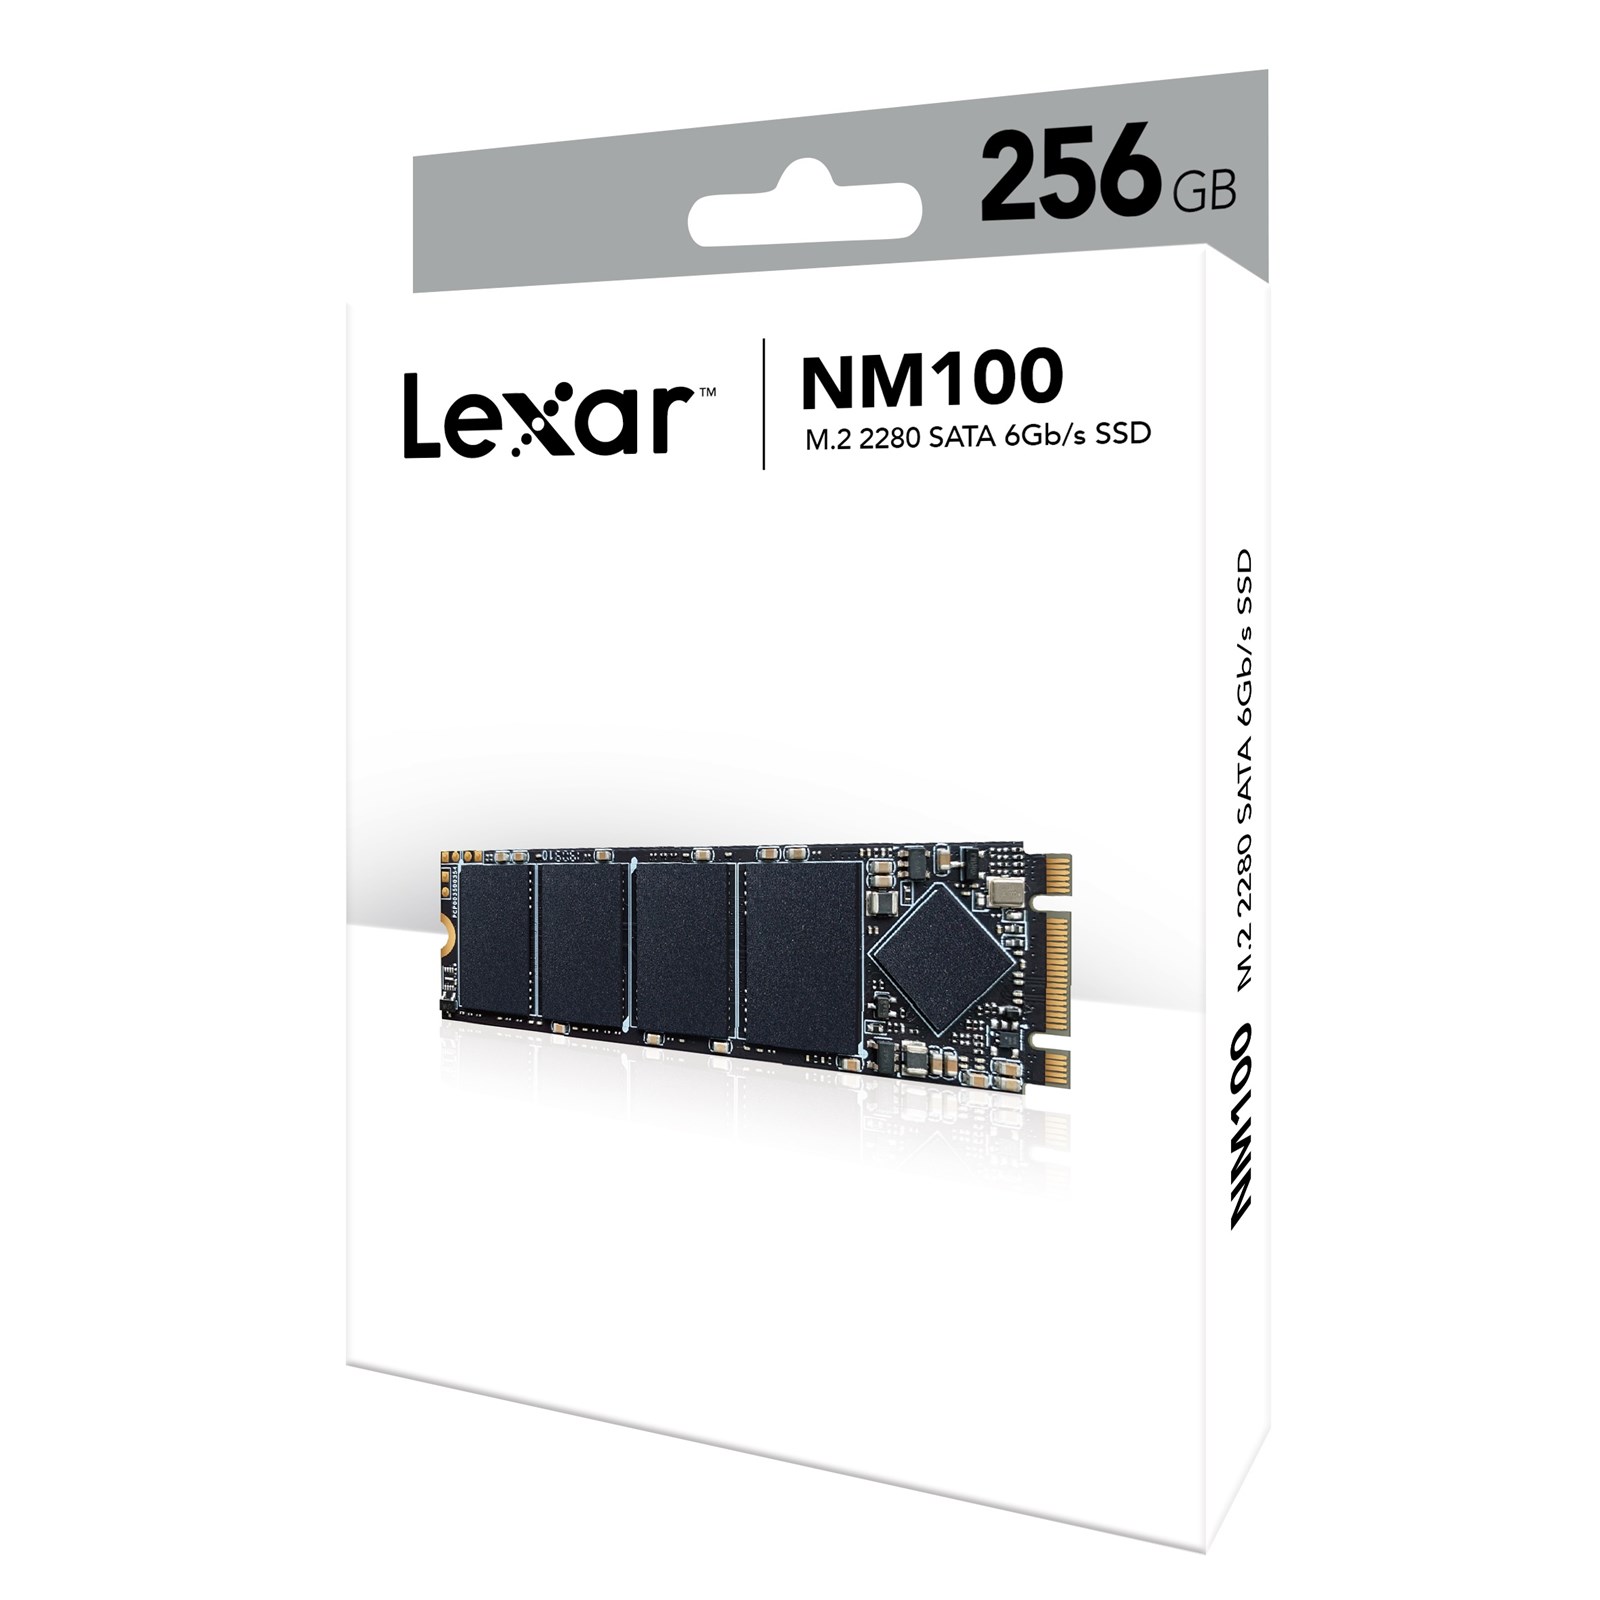 256 GB
Lexar™
NM100
M.2 2280 SATA 6Gb/s SSD
NM100 M.2 2280 SATA 6Gb/s SSD